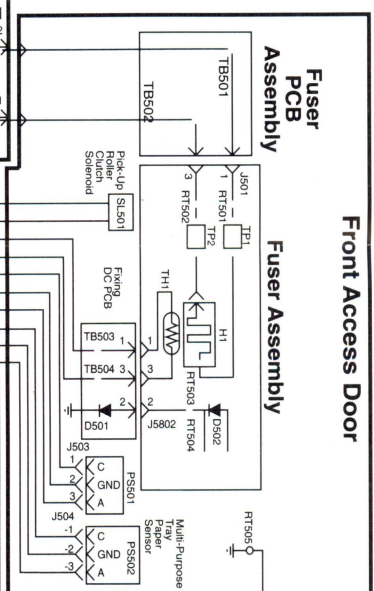 Front Access Door
Fuser
PCB
Assembly
TB501
TB502
Fuser Assembly
J501
1
3
RT501
RT502
TP1
TP2
H1
TH1
RT503
RT504
D502
Pick-Up
Roller
Clutch
Solenoid
SL501
Fixing
DC PCB
TB503
1
1
TB504
3
3
2
2
D501
J5802
J503
1
C
2
GND
3
A
PS501
J504
-1
C
-2
GND
-3
A
PS502
Multi-Purpose
Tray
Paper
Sensor
RT505